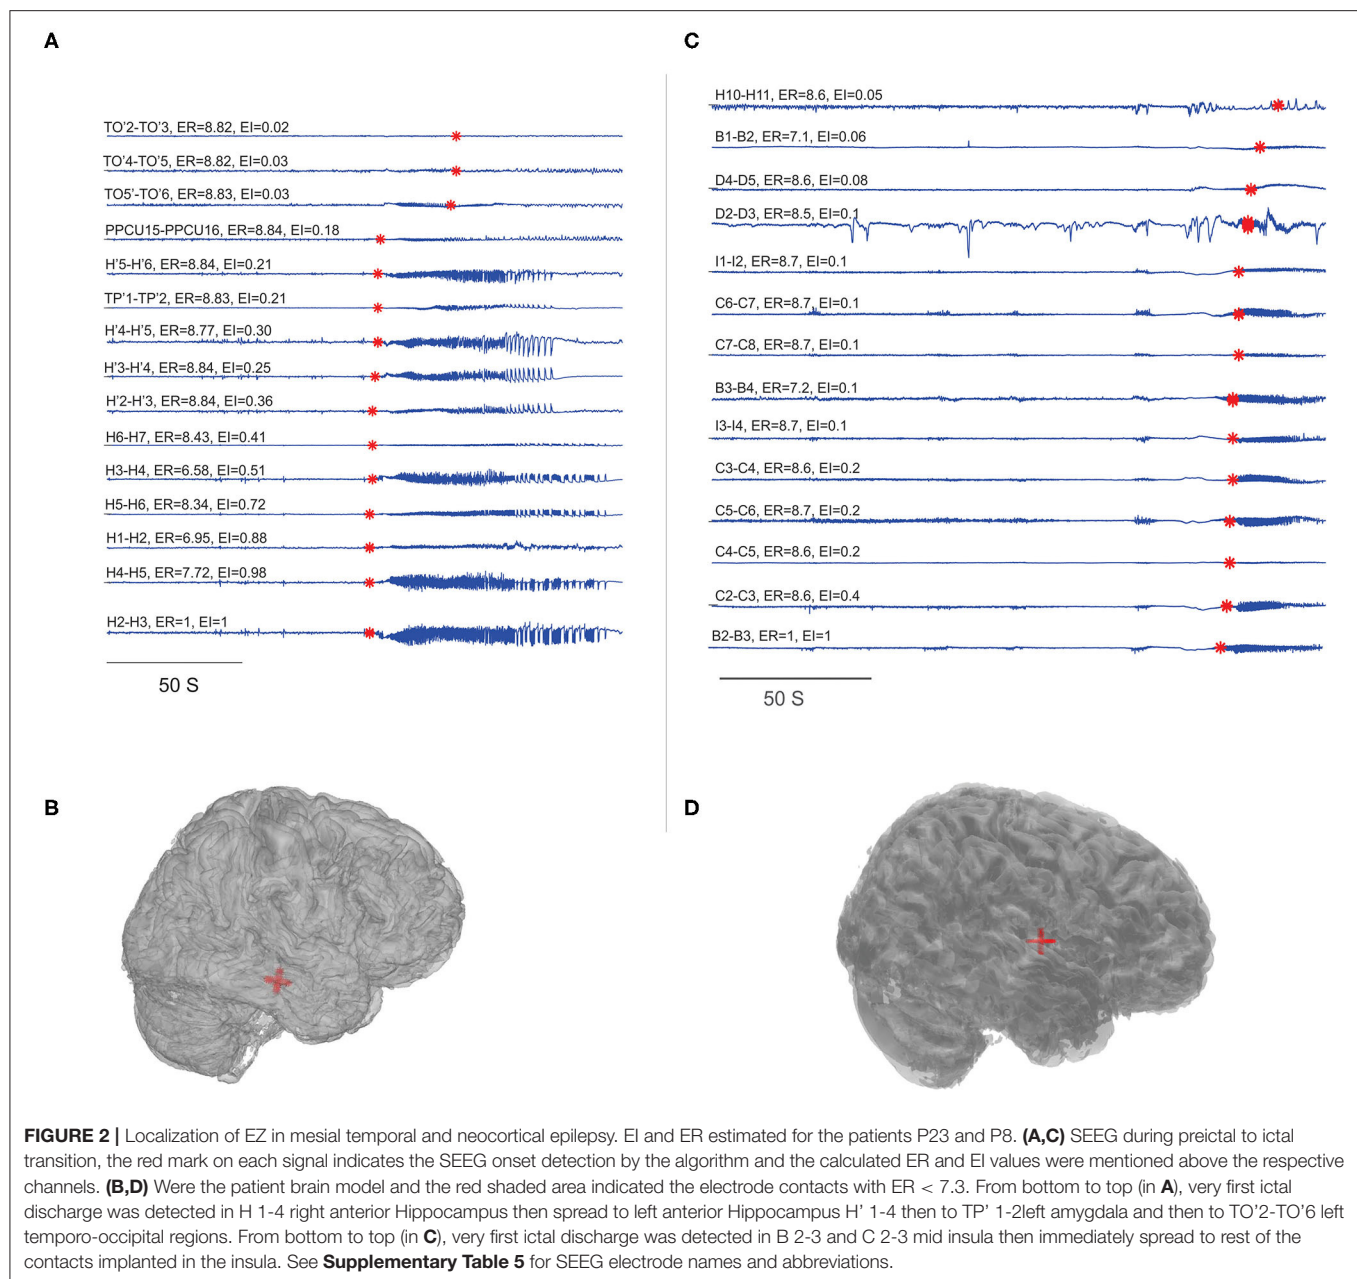 A
TO'2-TO'3, ER=8.82, EI=0.02
TO'4-TO'5, ER=8.82, EI=0.03
TO5'-TO'6, ER=8.83, EI=0.03
PPCU15-PPCU16, ER=8.84, EI=0.18
H'5-H'6, ER=8.84, EI=0.21
TP'1-TP'2, ER=8.83, EI=0.21
H'4-H'5, ER=8.77, EI=0.30
H'3-H'4, ER=8.84, EI=0.25
H'2-H'3, ER=8.84, EI=0.36
H6-H7, ER=8.43, EI=0.41
H3-H4, ER=6.58, EI=0.51
H5-H6, ER=8.34, EI=0.72
H1-H2, ER=6.95, EI=0.88
H4-H5, ER=7.72, EI=0.98
H2-H3, ER=1, EI=1
50 S
C
H10-H11, ER=8.6, EI=0.05
B1-B2, ER=7.1, EI=0.06
D4-D5, ER=8.6, EI=0.08
D2-D3, ER=8.5, EI=0.1
I1-I2, ER=8.7, EI=0.1
C6-C7, ER=8.7, EI=0.1
C7-C8, ER=8.7, EI=0.1
B3-B4, ER=7.2, EI=0.1
I3-I4, ER=8.7, EI=0.1
C3-C4, ER=8.6, EI=0.2
C5-C6, ER=8.7, EI=0.2
C4-C5, ER=8.6, EI=0.2
C2-C3, ER=8.6, EI=0.4
B2-B3, ER=1, EI=1
50 S
B
D
FIGURE 2 | Localization of EZ in mesial temporal and neocortical epilepsy. EI and ER estimated for the patients P23 and P8. (A,C) SEEG during preictal to ictal
transition, the red mark on each signal indicates the SEEG onset detection by the algorithm and the calculated ER and EI values were mentioned above the respective
channels. (B,D) Were the patient brain model and the red shaded area indicated the electrode contacts with ER < 7.3. From bottom to top (in A), very first ictal
discharge was detected in H 1-4 right anterior Hippocampus then spread to left anterior Hippocampus H' 1-4 then to TP' 1-2left amygdala and then to TO'2-TO'6 left
temporo-occipital regions. From bottom to top (in C), very first ictal discharge was detected in B 2-3 and C 2-3 mid insula then immediately spread to rest of the
contacts implanted in the insula. See Supplementary Table 5 for SEEG electrode names and abbreviations.